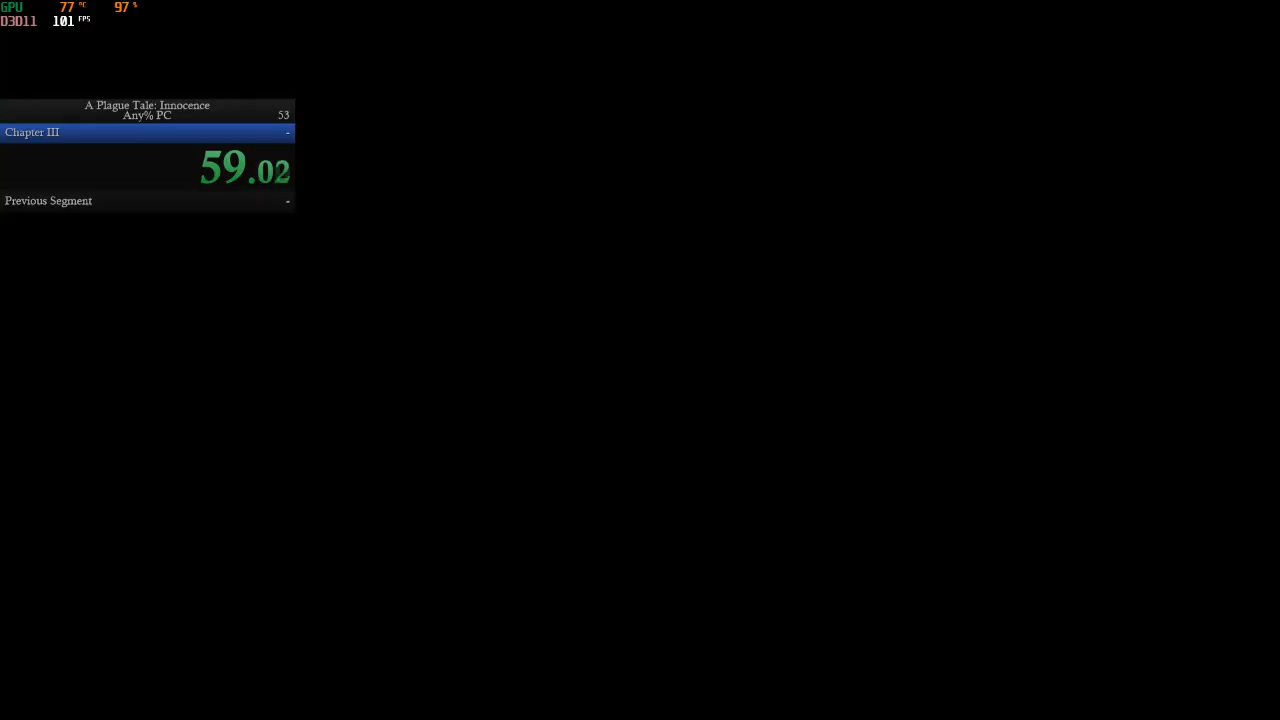 GPU 77 °C 97 %
D3D11 101 FPS
A Plague Tale: Innocence
Any% PC 53
Chapter III -
59.02
Previous Segment -